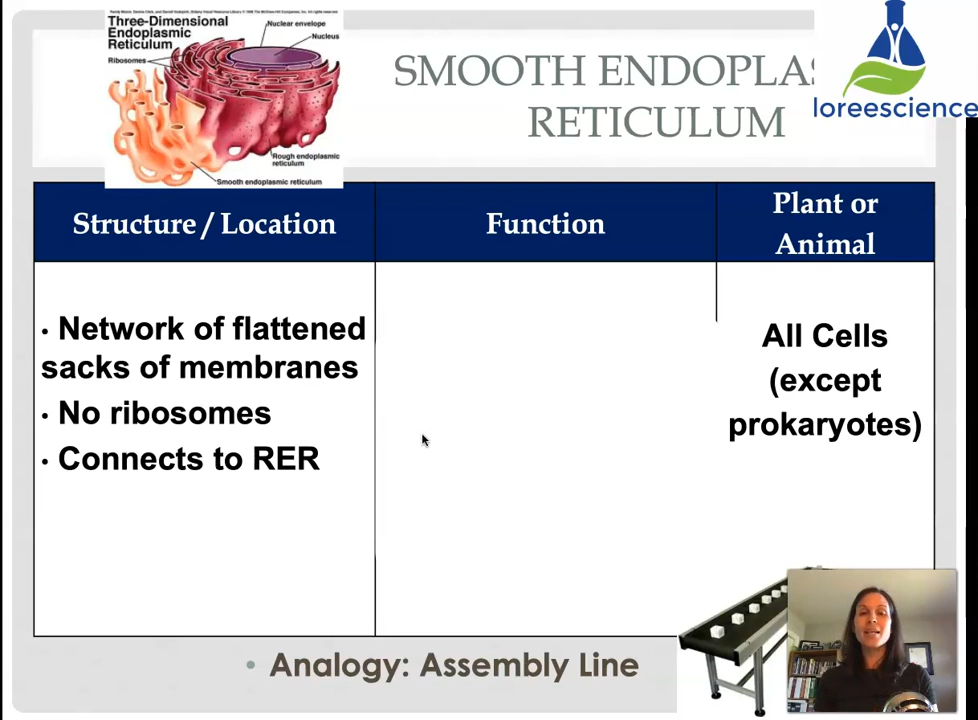 Three-Dimensional
Endoplasmic
Reticulum
Nuclear envelope
Nucleus
Ribosomes
Rough endoplasmic
reticulum
Smooth endoplasmic reticulum
SMOOTH ENDOPLAS
RETICULUM
loreescience
Structure / Location
Function
Plant or
Animal
• Network of flattened
sacks of membranes
• No ribosomes
• Connects to RER
All Cells
(except
prokaryotes)
• Analogy: Assembly Line